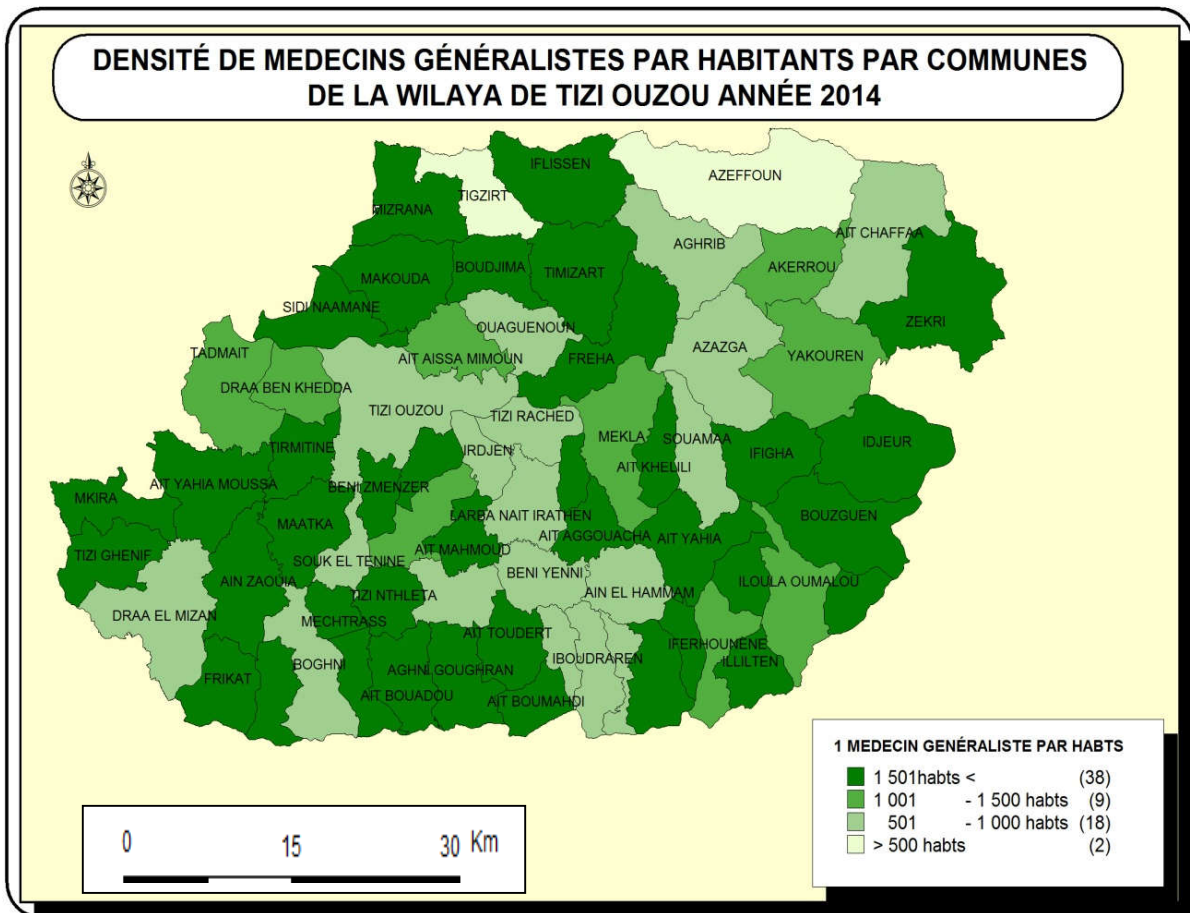 DENSITÉ DE MEDECINS GÉNÉRALISTES PAR HABITANTS PAR COMMUNES
DE LA WILAYA DE TIZI OUZOU ANNÉE 2014
IFLISSEN
AZEFFOUN
TIGZIRT
MIZRANA
AIT CHAFFAA
AGHRIB
AKERROU
BOUDJIMA
TIMIZART
MAKOUDA
SIDI NAAMANE
ZEKRI
OUAGUENOUN
AZAZGA
YAKOUREN
TADMAIT
AIT AISSA MIMOUN
FREHA
DRAA BEN KHEDDA
TIZI OUZOU
TIZI RACHED
MEKLA
SOUAMAA
IDJEUR
TIRMITINE
IRDJEN
IFIGHA
AIT KHELILI
AIT YAHIA MOUSSA
BENI ZMENZER
MKIRA
BOUZGUEN
LARBA NAIT IRATHEN
MAATKA
AIT AGGOUACHA
AIT YAHIA
TIZI GHENIF
AIT MAHMOUD
SOUK EL TENINE
BENI YENNI
AIN ZAOUIA
ILOULA OUMALOU
TIZI NTHLETA
AIN EL HAMMAM
DRAA EL MIZAN
MECHTRASS
AIT TOUDERT
IFERHOUNENE
BOGHNI
IBOUDRAREN
ILLILTEN
AGHNI GOUGHRAN
FRIKAT
AIT BOUADOU
AIT BOUMAHDI
1 MEDECIN GENÉRALISTE PAR HABTS
1 501habts < (38)
1 001 - 1 500 habts (9)
501 - 1 000 habts (18)
> 500 habts (2)
0 15 30 Km